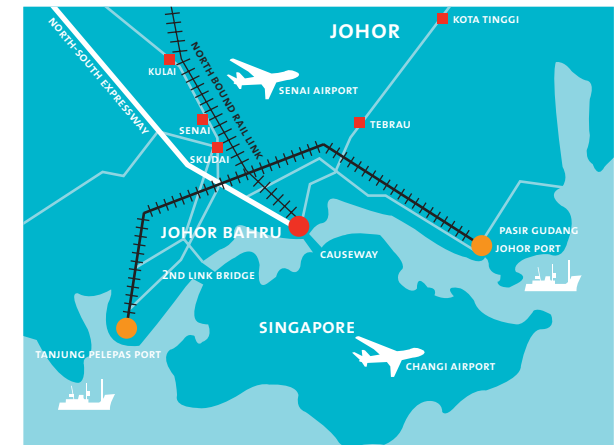 KOTA TINGGI
JOHOR
KULAI
NORTH-SOUTH EXPRESSWAY
NORTH BOUND RAIL LINK
SENAI AIRPORT
SENAI
TEBRAU
SKUDAI
JOHOR BAHRU
PASIR GUDANG
JOHOR PORT
CAUSEWAY
2ND LINK BRIDGE
SINGAPORE
TANJUNG PELEPAS PORT
CHANGI AIRPORT